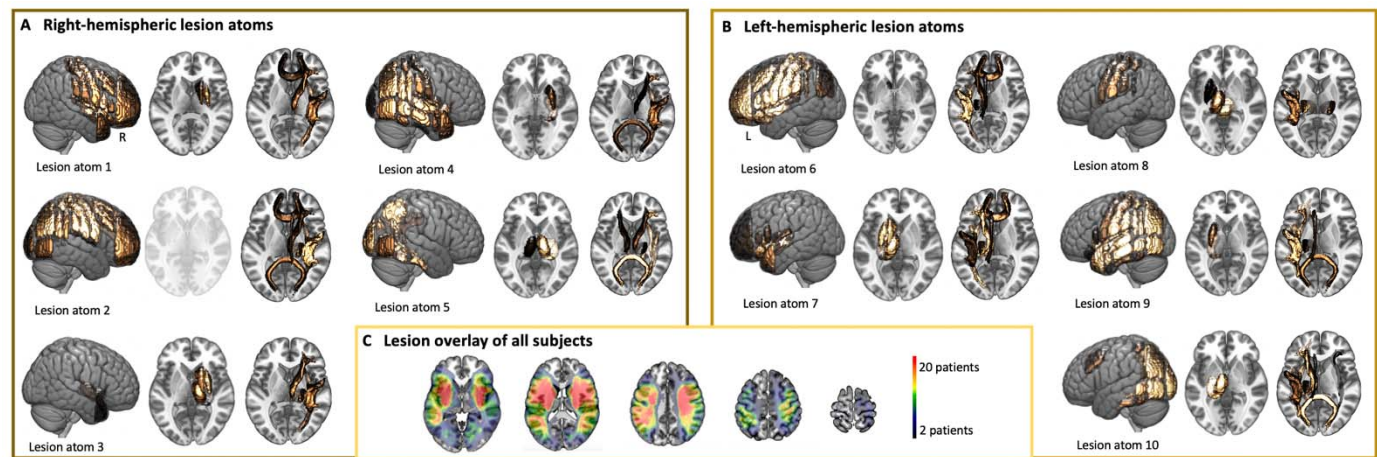 A Right-hemispheric lesion atoms
R
Lesion atom 1
Lesion atom 4
Lesion atom 2
Lesion atom 5
Lesion atom 3
B Left-hemispheric lesion atoms
L
Lesion atom 6
Lesion atom 8
Lesion atom 7
Lesion atom 9
Lesion atom 10
C Lesion overlay of all subjects
20 patients
2 patients